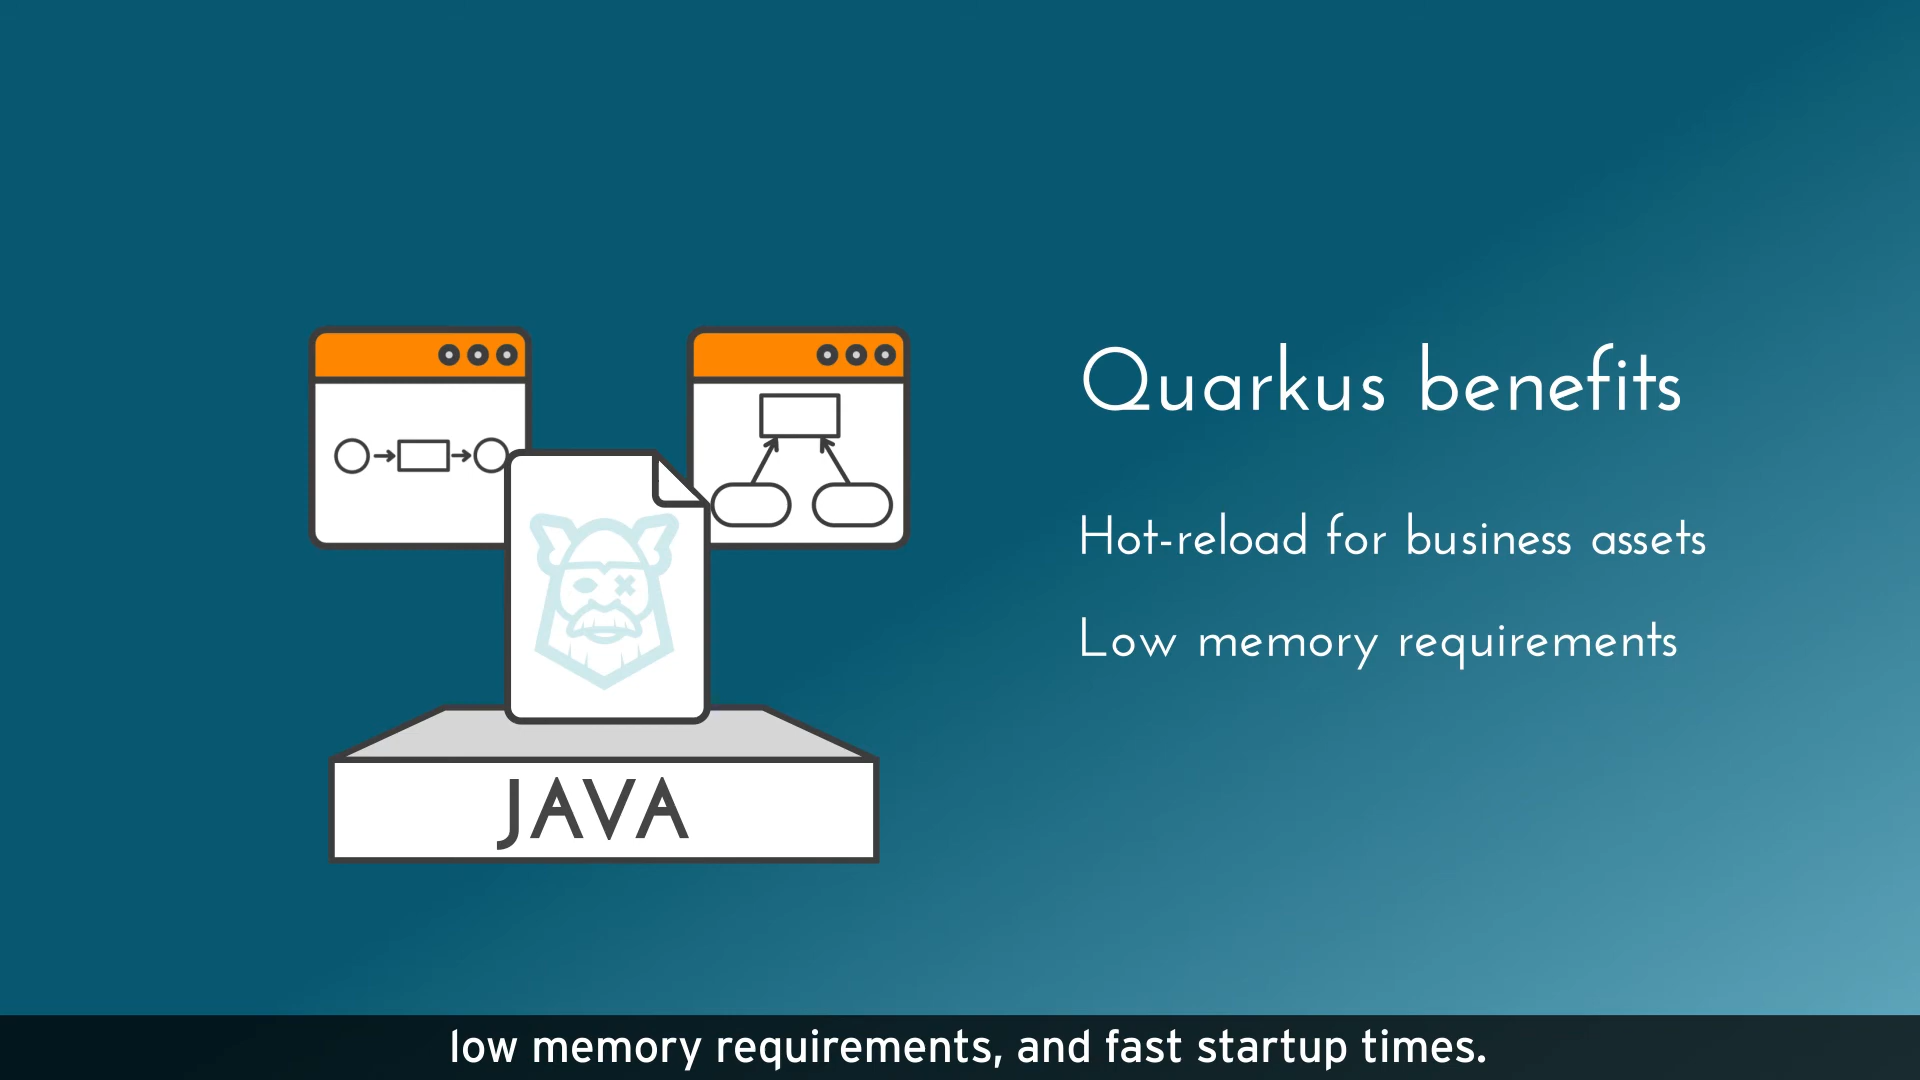 Quarkus benefits
Hot-reload for business assets
Low memory requirements
JAVA
low memory requirements, and fast startup times.